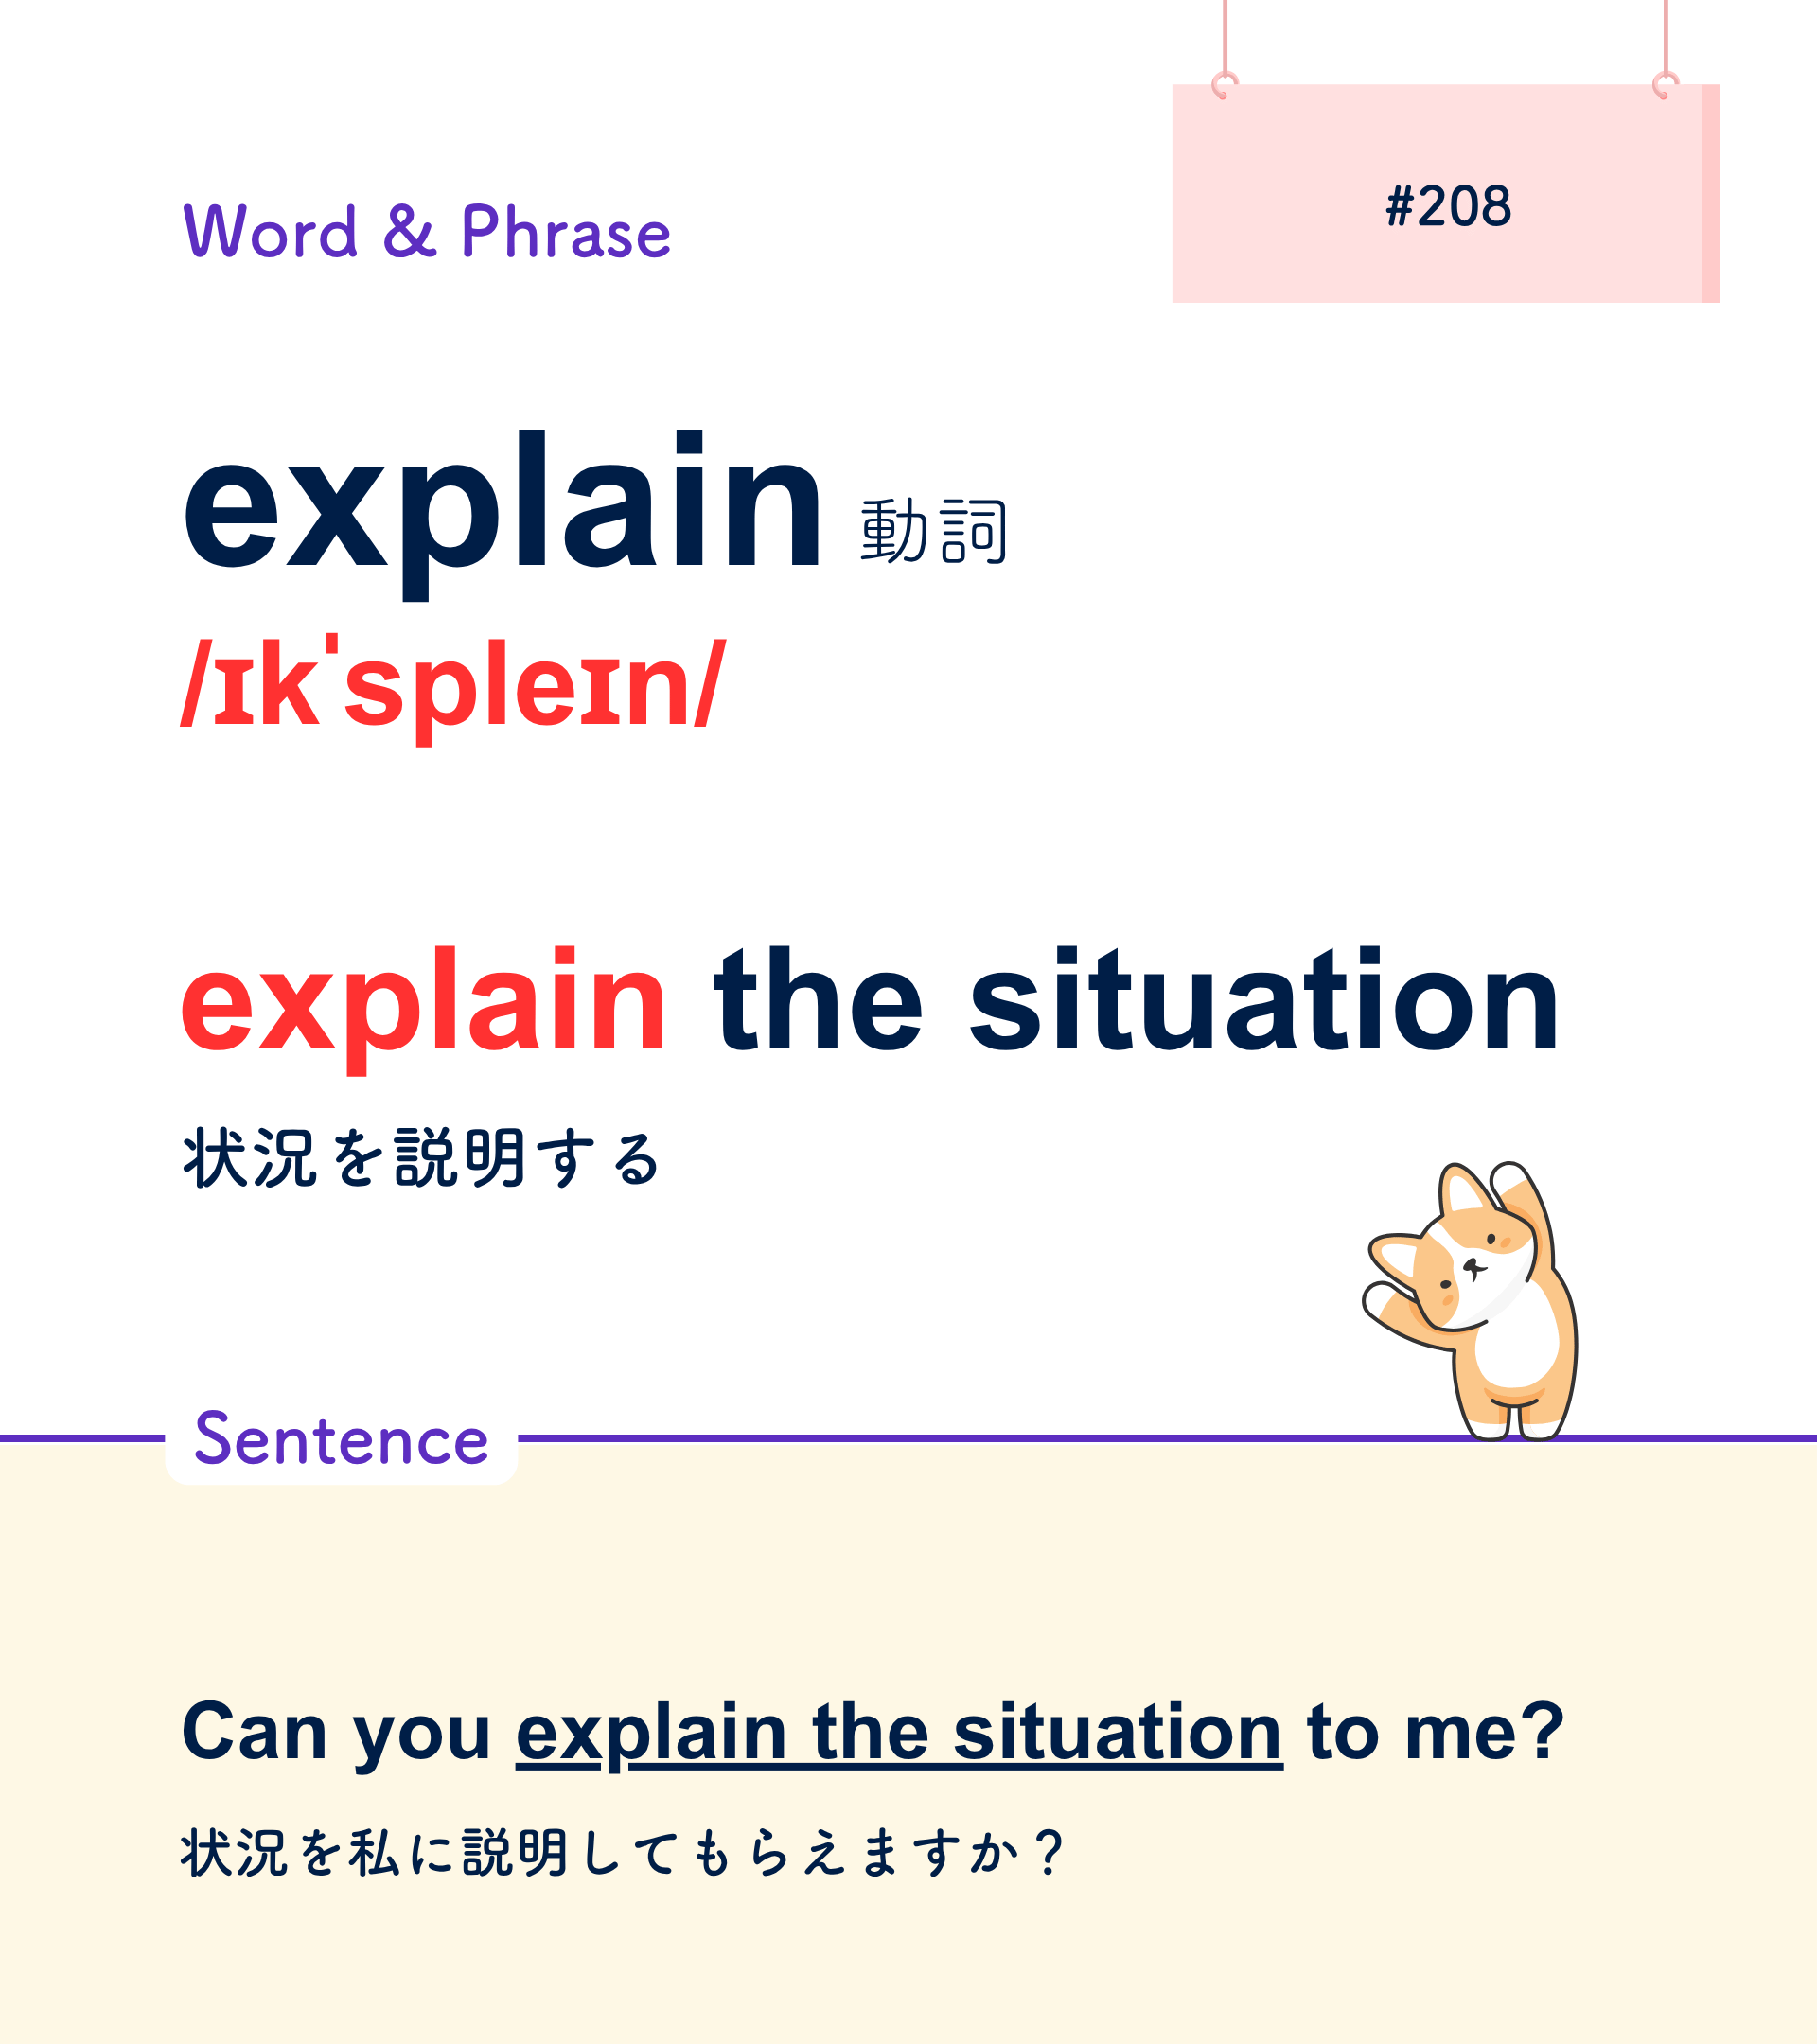 #208
Word & Phrase
explain 動詞
/ɪkˈspleɪn/
explain the situation
状況を説明する
Sentence
Can you explain the situation to me?
状況を私に説明してもらえますか？